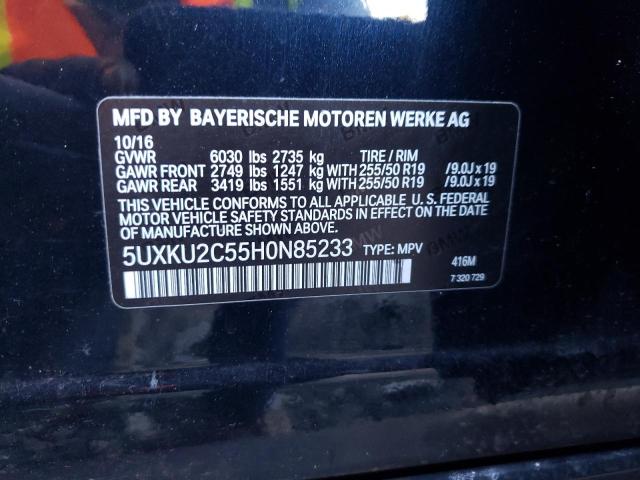 MFD BY BAYERISCHE MOTOREN WERKE AG
10/16
GVWR 6030 lbs 2735 kg TIRE / RIM
GAWR FRONT 2749 lbs 1247 kg WITH 255/50 R19 /9.0J x 19
GAWR REAR 3419 lbs 1551 kg WITH 255/50 R19 /9.0J x 19
THIS VEHICLE CONFORMS TO ALL APPLICABLE U. S. FEDERAL
MOTOR VEHICLE SAFETY STANDARDS IN EFFECT ON THE DATE
OF MANUFACTURE SHOWN ABOVE.
5UXKU2C55H0N85233 TYPE: MPV
416M
7 320 729